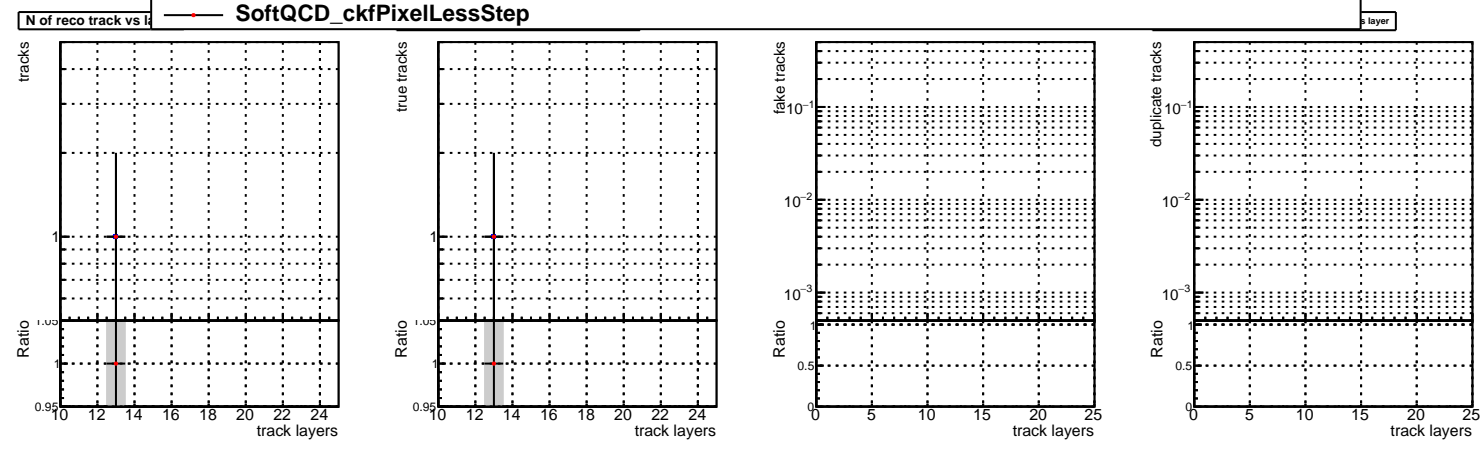 SoftQCD_ckfPixelLessStep
N of reco track vs la
s layer
tracks
1
1.05
Ratio
1
0.95
10 12 14 16 18 20 22 24
track layers
true tracks
1
1.05
Ratio
1
0.95
10 12 14 16 18 20 22 24
track layers
fake tracks
10⁻¹
10⁻²
10⁻³
Ratio
1
0.5
0
0 5 10 15 20 25
track layers
duplicate tracks
10⁻¹
10⁻²
10⁻³
Ratio
1
0.5
0
0 5 10 15 20 25
track layers